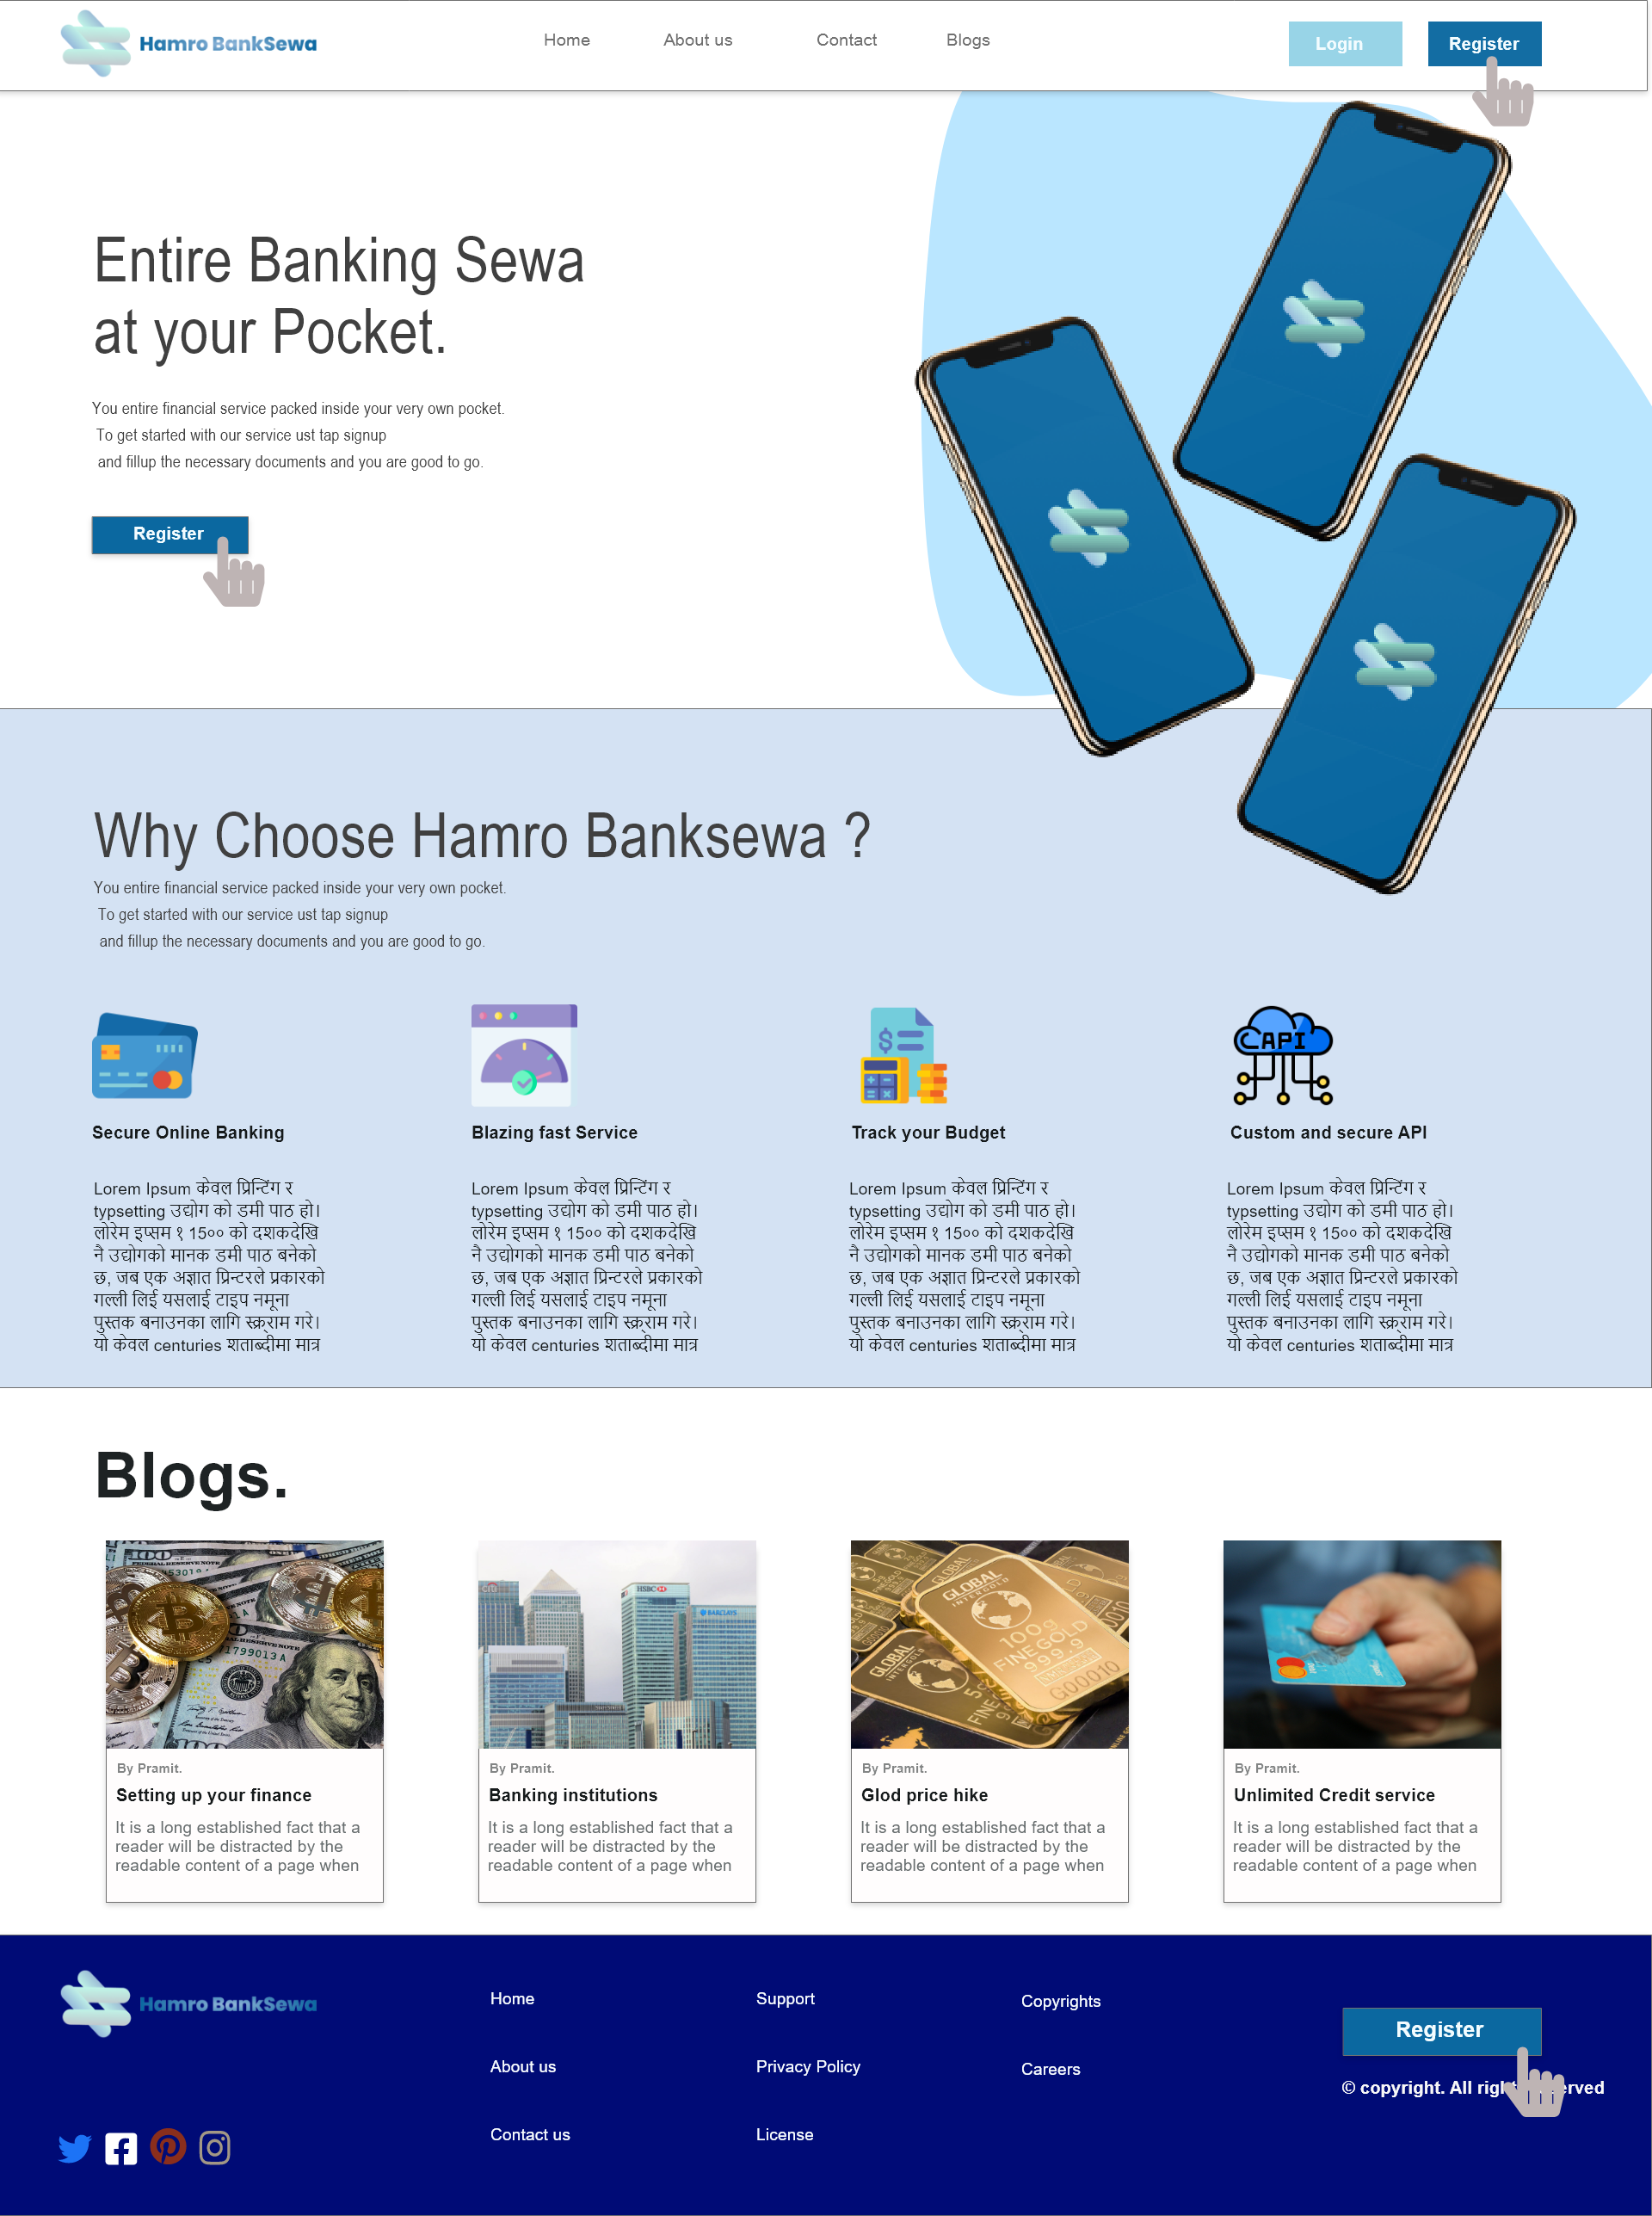 Hamro BankSewa
Home
About us
Contact
Blogs
Login
Register
Entire Banking Sewa
at your Pocket.
You entire financial service packed inside your very own pocket.
To get started with our service ust tap signup
and fillup the necessary documents and you are good to go.
Register
Why Choose Hamro Banksewa ?
You entire financial service packed inside your very own pocket.
To get started with our service ust tap signup
and fillup the necessary documents and you are good to go.
API
Secure Online Banking
Lorem Ipsum केवल प्रिन्टिंग र
typsetting उद्योग को डमी पाठ हो।
लोरेम इप्सम १ 15०० को दशकदेखि
नै उद्योगको मानक डमी पाठ बनेको
छ, जब एक अज्ञात प्रिन्टरले प्रकारको
गल्ली लिई यसलाई टाइप नमूना
पुस्तक बनाउनका लागि स्क्र्राम गरे।
यो केवल centuries शताब्दीमा मात्र
Blazing fast Service
Lorem Ipsum केवल प्रिन्टिंग र
typsetting उद्योग को डमी पाठ हो।
लोरेम इप्सम १ 15०० को दशकदेखि
नै उद्योगको मानक डमी पाठ बनेको
छ, जब एक अज्ञात प्रिन्टरले प्रकारको
गल्ली लिई यसलाई टाइप नमूना
पुस्तक बनाउनका लागि स्क्र्राम गरे।
यो केवल centuries शताब्दीमा मात्र
Track your Budget
Lorem Ipsum केवल प्रिन्टिंग र
typsetting उद्योग को डमी पाठ हो।
लोरेम इप्सम १ 15०० को दशकदेखि
नै उद्योगको मानक डमी पाठ बनेको
छ, जब एक अज्ञात प्रिन्टरले प्रकारको
गल्ली लिई यसलाई टाइप नमूना
पुस्तक बनाउनका लागि स्क्र्राम गरे।
यो केवल centuries शताब्दीमा मात्र
Custom and secure API
Lorem Ipsum केवल प्रिन्टिंग र
typsetting उद्योग को डमी पाठ हो।
लोरेम इप्सम १ 15०० को दशकदेखि
नै उद्योगको मानक डमी पाठ बनेको
छ, जब एक अज्ञात प्रिन्टरले प्रकारको
गल्ली लिई यसलाई टाइप नमूना
पुस्तक बनाउनका लागि स्क्र्राम गरे।
यो केवल centuries शताब्दीमा मात्र
Blogs.
By Pramit.
Setting up your finance
It is a long established fact that a
reader will be distracted by the
readable content of a page when
HSBC
BARCLAYS
By Pramit.
Banking institutions
It is a long established fact that a
reader will be distracted by the
readable content of a page when
GLOBAL
INTERGOLD
100g
FINE GOLD
999.9
By Pramit.
Glod price hike
It is a long established fact that a
reader will be distracted by the
readable content of a page when
By Pramit.
Unlimited Credit service
It is a long established fact that a
reader will be distracted by the
readable content of a page when
Hamro BankSewa
Home
About us
Contact us
Support
Privacy Policy
License
Copyrights
Careers
Register
© copyright. All